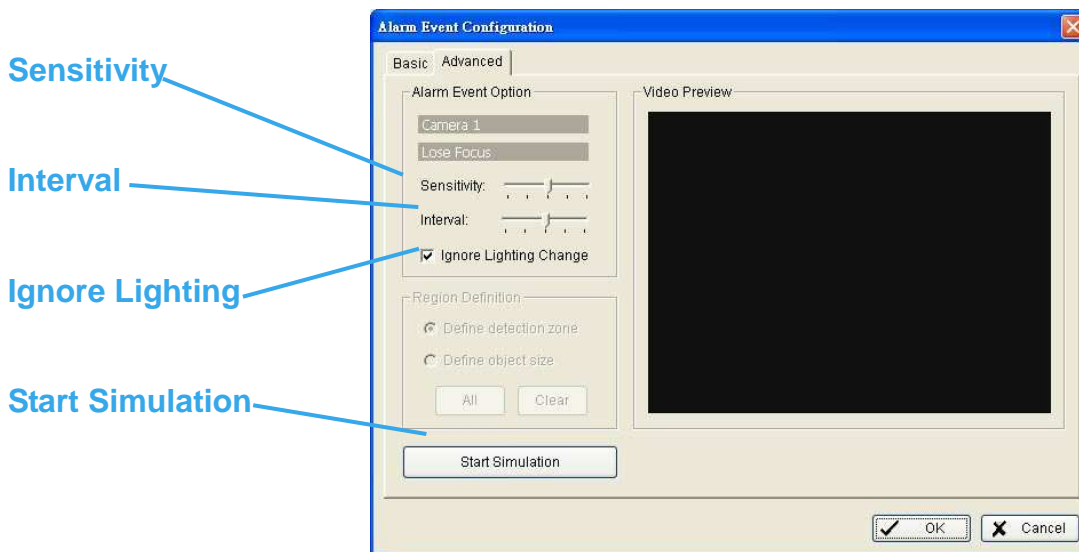 Alarm Event Configuration
Basic
Advanced
Sensitivity
Alarm Event Option
Video Preview
Camera 1
Lose Focus
Interval
Sensitivity:
Interval:
Ignore Lighting Change
Ignore Lighting
Region Definition
Define detection zone
Define object size
Start Simulation
All
Clear
Start Simulation
OK
Cancel